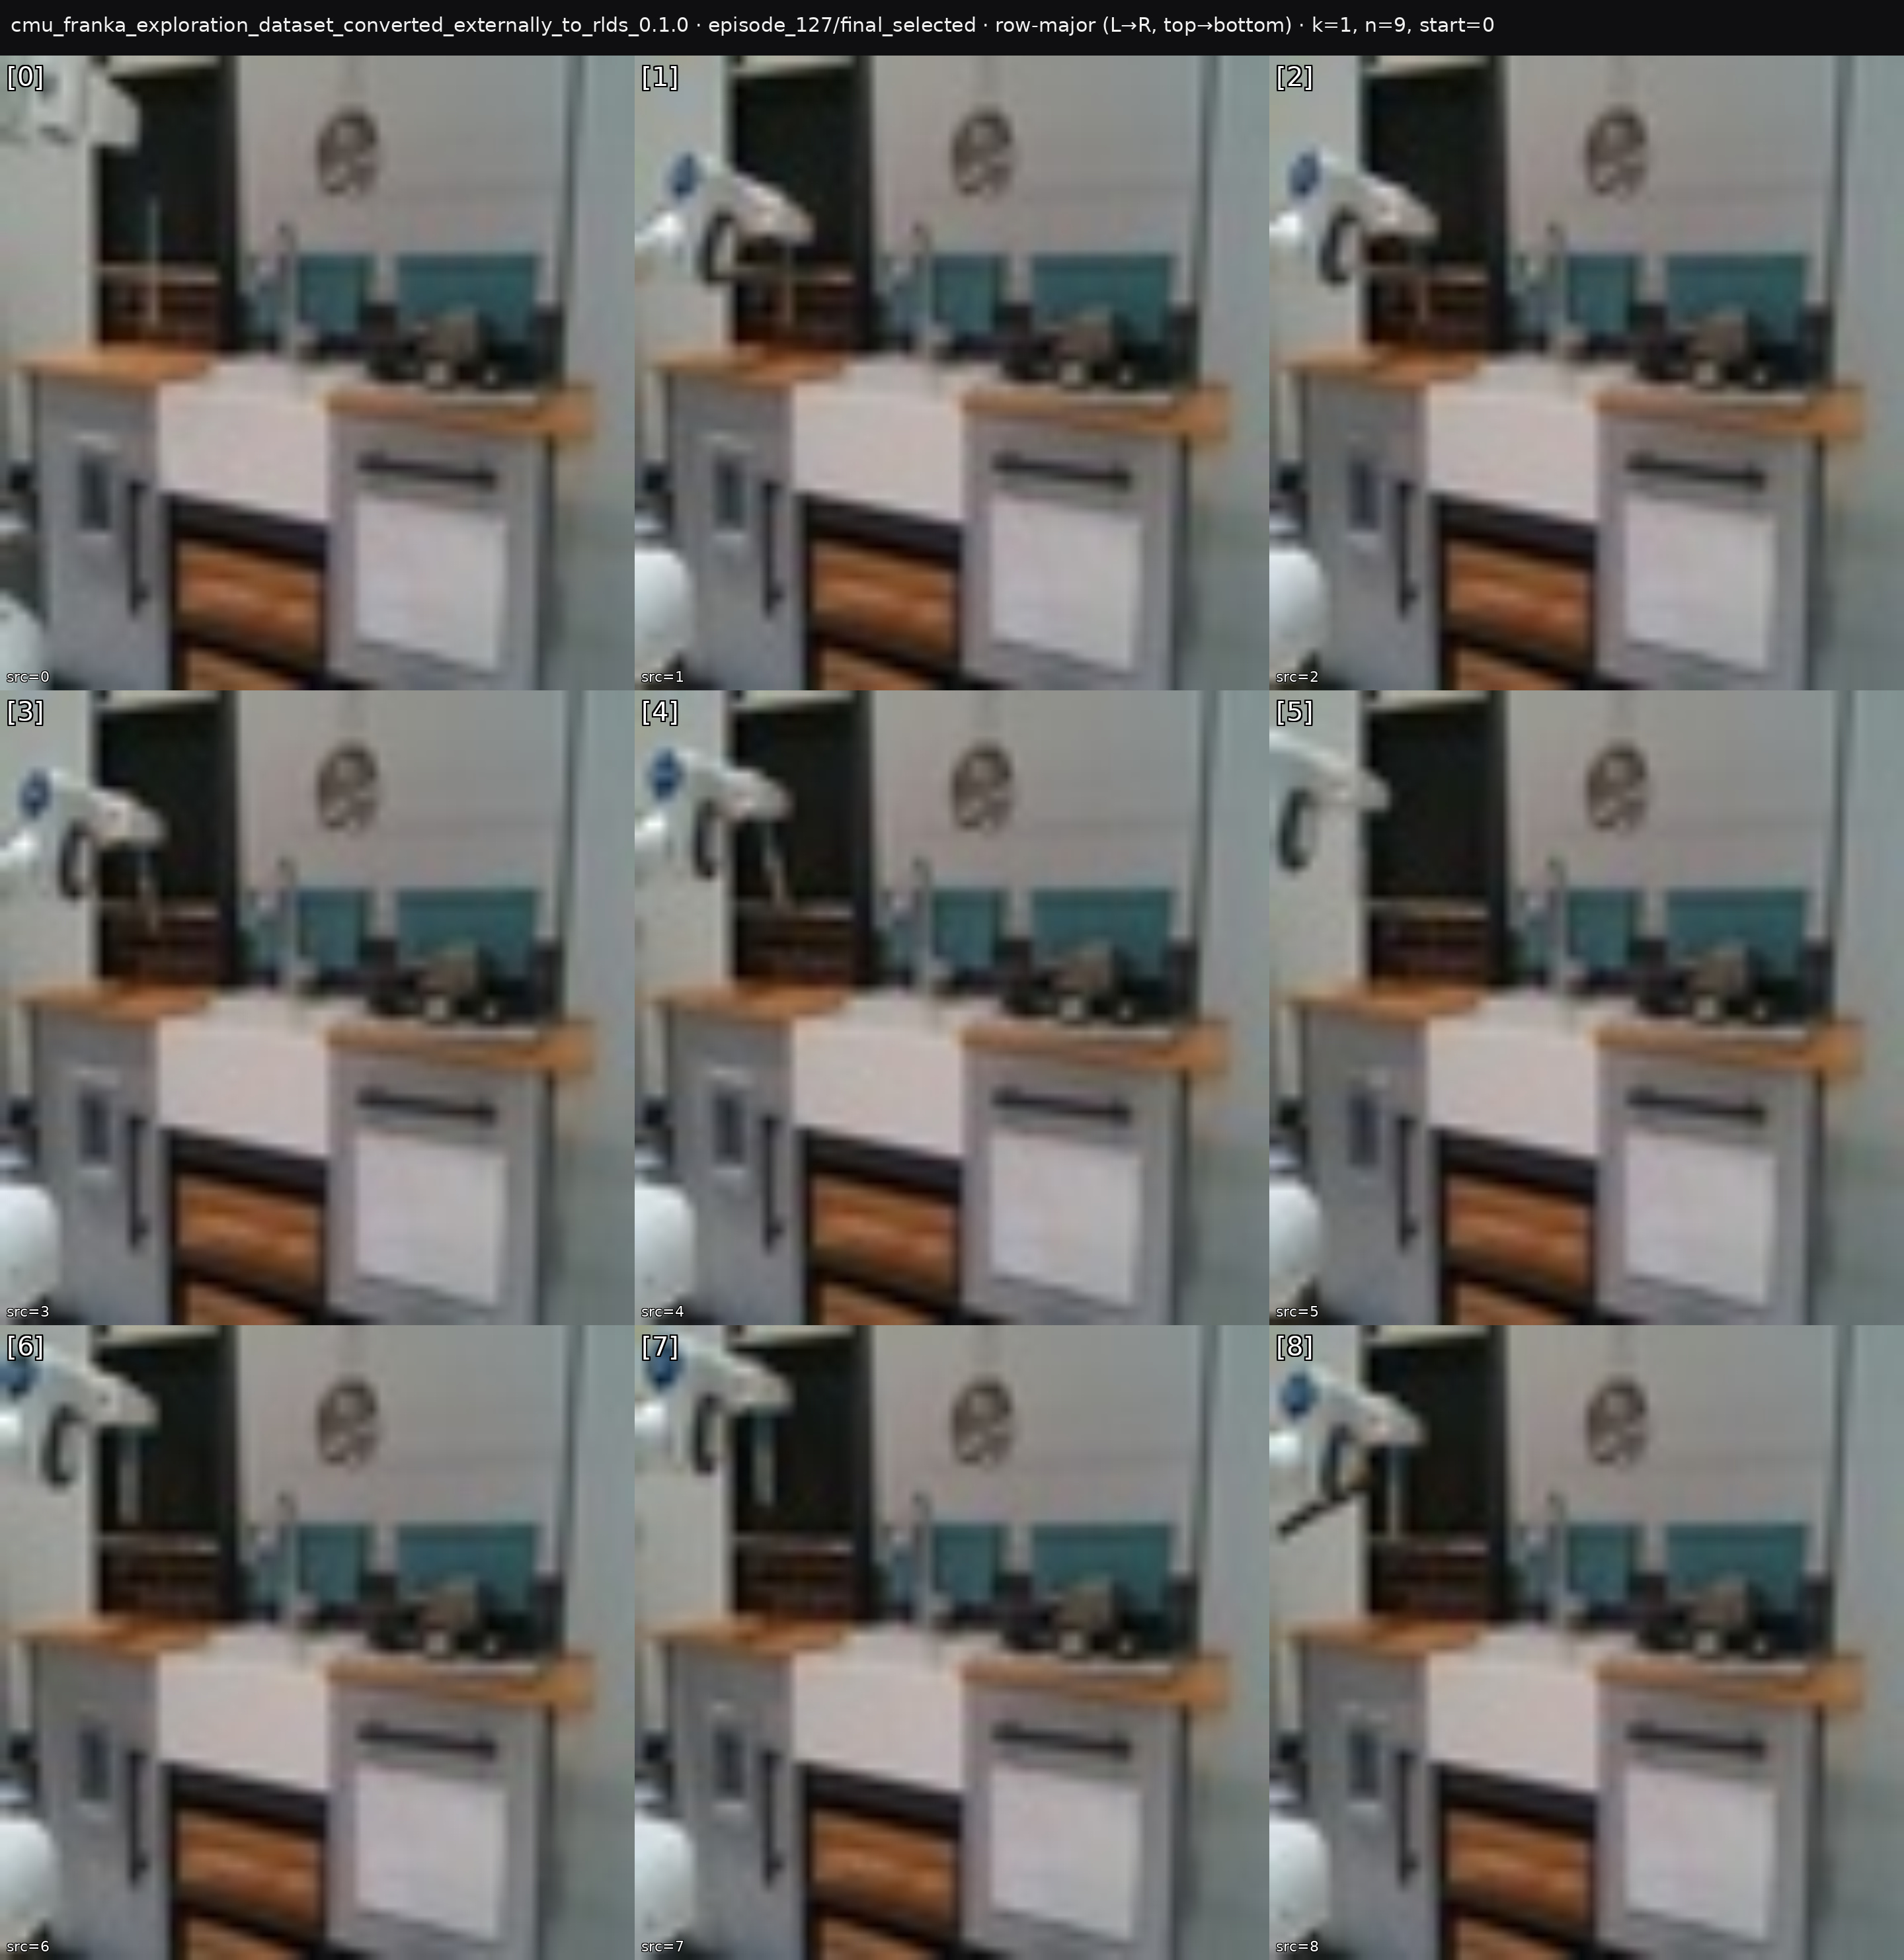 cmu_franka_exploration_dataset_converted_externally_to_rlds_0.1.0 · episode_127/final_selected · row-major (L→R, top→bottom) · k=1, n=9, start=0
[0]
[1]
[2]
src=0
src=1
src=2
[3]
[4]
[5]
src=3
src=4
src=5
[6]
[7]
[8]
src=6
src=7
src=8